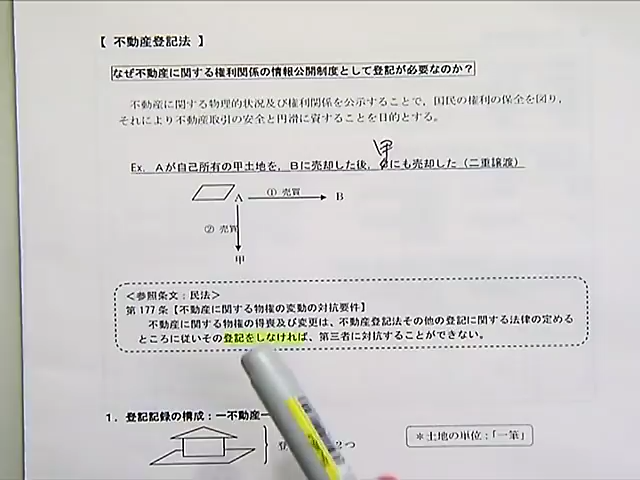 【 不動産登記法 】
なぜ不動産に関する権利関係の情報公開制度として登記が必要なのか？
不動産に関する物理的状況及び権利関係を公示することで、国民の権利の保全を図り、
それにより不動産取引の安全と円滑に資することを目的とする。
甲
Ex. Aが自己所有の甲土地を、Bに売却した後、にも売却した（二重譲渡）
A ① 売買 B
② 売買
甲
＜参照条文：民法＞
第 177 条【不動産に関する物権の変動の対抗要件】
不動産に関する物権の得喪及び変更は、不動産登記法その他の登記に関する法律の定める
ところに従いその登記をしなければ、第三者に対抗することができない。
1．登記記録の構成：一不動産一
2つ
＊土地の単位：「一筆」